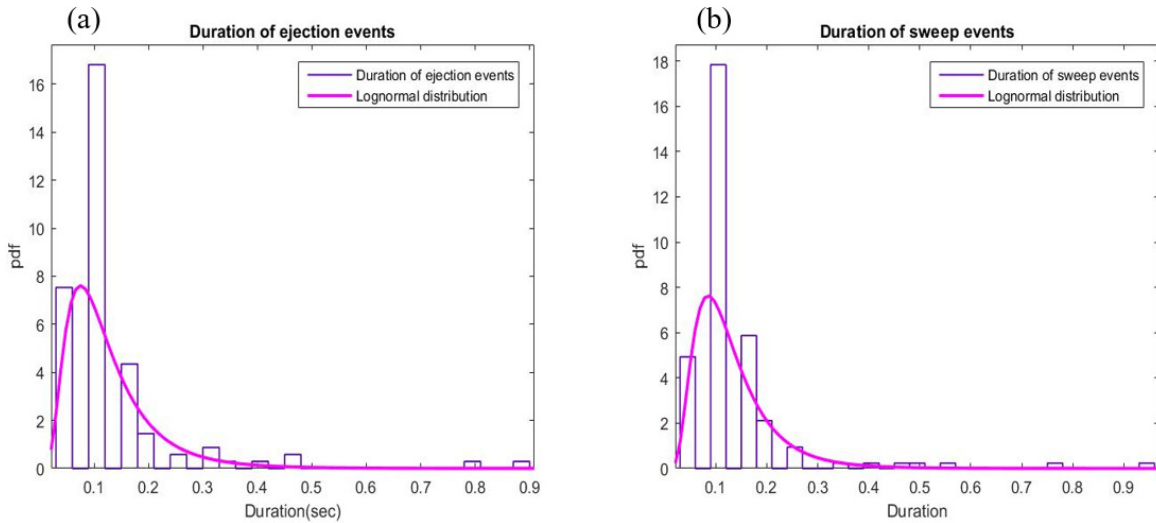 (a)
Duration of ejection events
Duration of ejection events
Lognormal distribution
16
14
12
10
8
6
4
2
0
pdf
0.1 0.2 0.3 0.4 0.5 0.6 0.7 0.8 0.9
Duration(sec)
(b)
Duration of sweep events
Duration of sweep events
Lognormal distribution
18
16
14
12
10
8
6
4
2
0
pdf
0.1 0.2 0.3 0.4 0.5 0.6 0.7 0.8 0.9
Duration